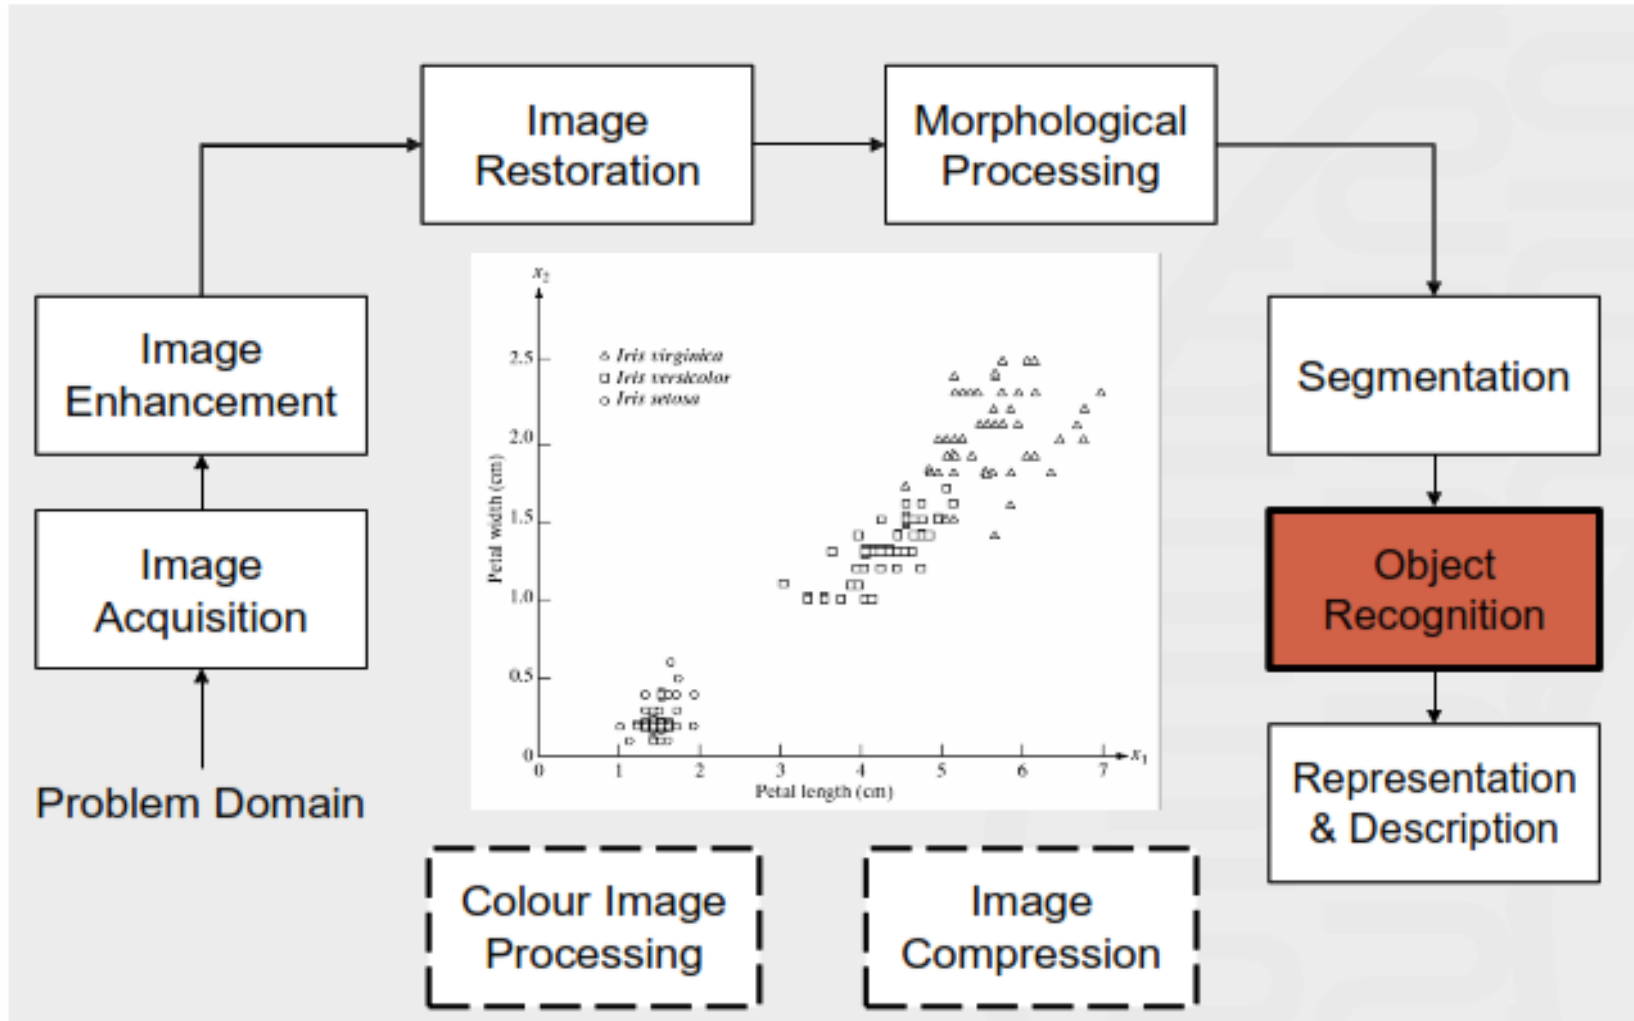 Image
Restoration
Morphological
Processing
Image
Enhancement
Image
Acquisition
Problem Domain
x2
2.5
2.0
1.5
1.0
0.5
0
Petal width (cm)
△ Iris virginica
□ Iris versicolor
○ Iris setosa
0 1 2 3 4 5 6 7
x1
Petal length (cm)
Segmentation
Object
Recognition
Representation
& Description
Colour Image
Processing
Image
Compression